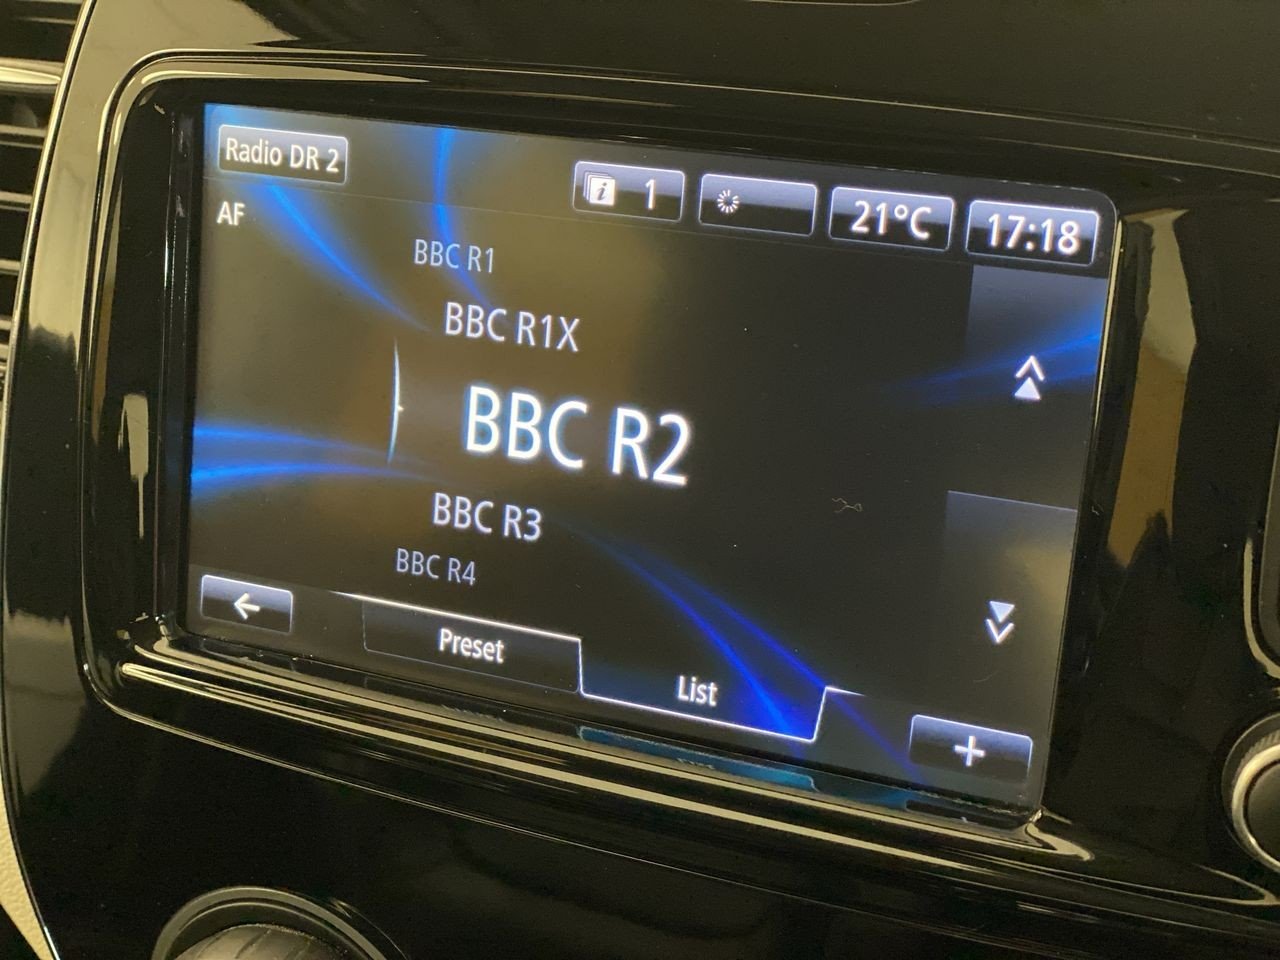 Radio DR 2
i 1
21°C
17:18
AF
BBC R1
BBC R1X
BBC R2
BBC R3
BBC R4
Preset
List
+